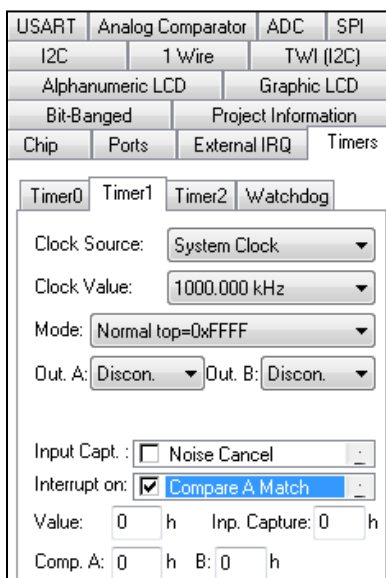 USART Analog Comparator ADC SPI
I2C 1 Wire TWI (I2C)
Alphanumeric LCD Graphic LCD
Bit-Banged Project Information
Chip Ports External IRQ Timers
Timer0 Timer1 Timer2 Watchdog
Clock Source: System Clock
Clock Value: 1000.000 kHz
Mode: Normal top=0xFFFF
Out. A: Discon. Out. B: Discon.
Input Capt. : Noise Cancel
Interrupt on: Compare A Match
Value: 0 h Inp. Capture: 0 h
Comp. A: 0 h B: 0 h